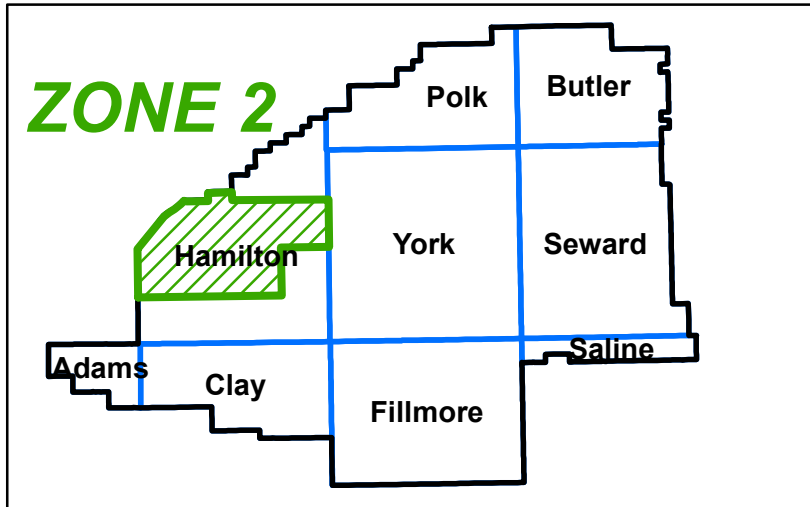 ZONE 2
Polk
Butler
Hamilton
York
Seward
Adams
Clay
Fillmore
Saline